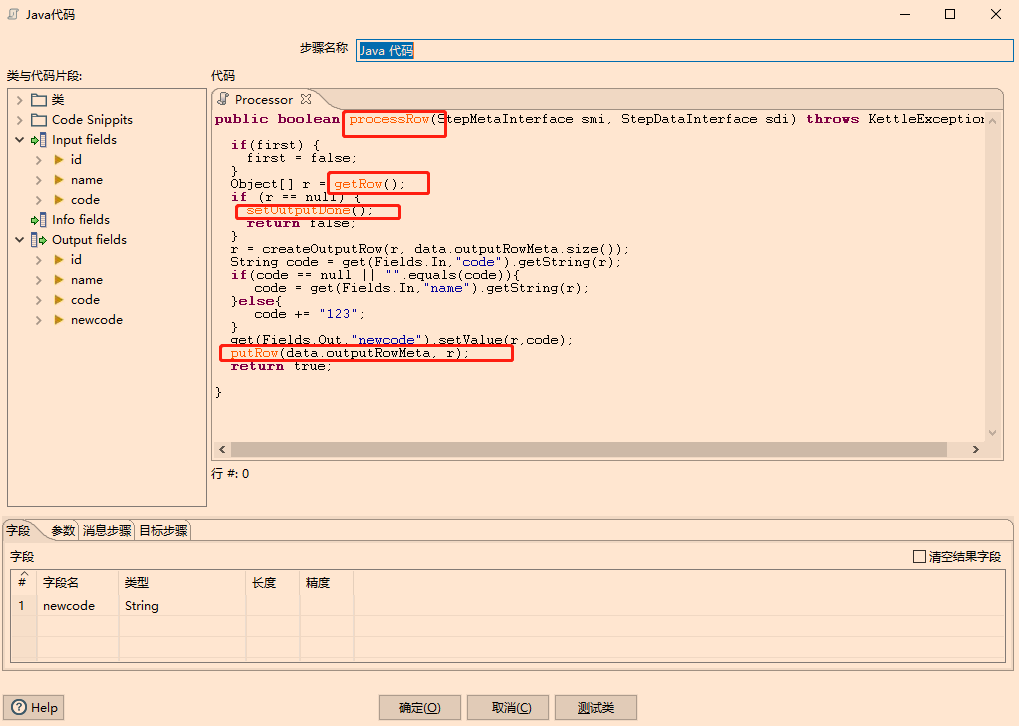 Java代码
步骤名称 Java 代码
类与代码片段:
类
Code Snippits
Input fields
id
name
code
Info fields
Output fields
id
name
code
newcode
代码
Processor
public boolean processRow(StepMetaInterface smi, StepDataInterface sdi) throws KettleException
if(first) {
first = false;
}
Object[] r = getRow();
if (r == null) {
setOutputDone();
return false;
}
r = createOutputRow(r, data.outputRowMeta.size());
String code = get(Fields.In,"code").getString(r);
if(code == null || "".equals(code)){
code = get(Fields.In,"name").getString(r);
}else{
code += "123";
}
get(Fields.Out,"newcode").setValue(r,code);
putRow(data.outputRowMeta, r);
return true;
}
行 #: 0
字段 参数 消息步骤 目标步骤
字段 清空结果字段
# 字段名 类型 长度 精度
1 newcode String
Help 确定(O) 取消(C) 测试类